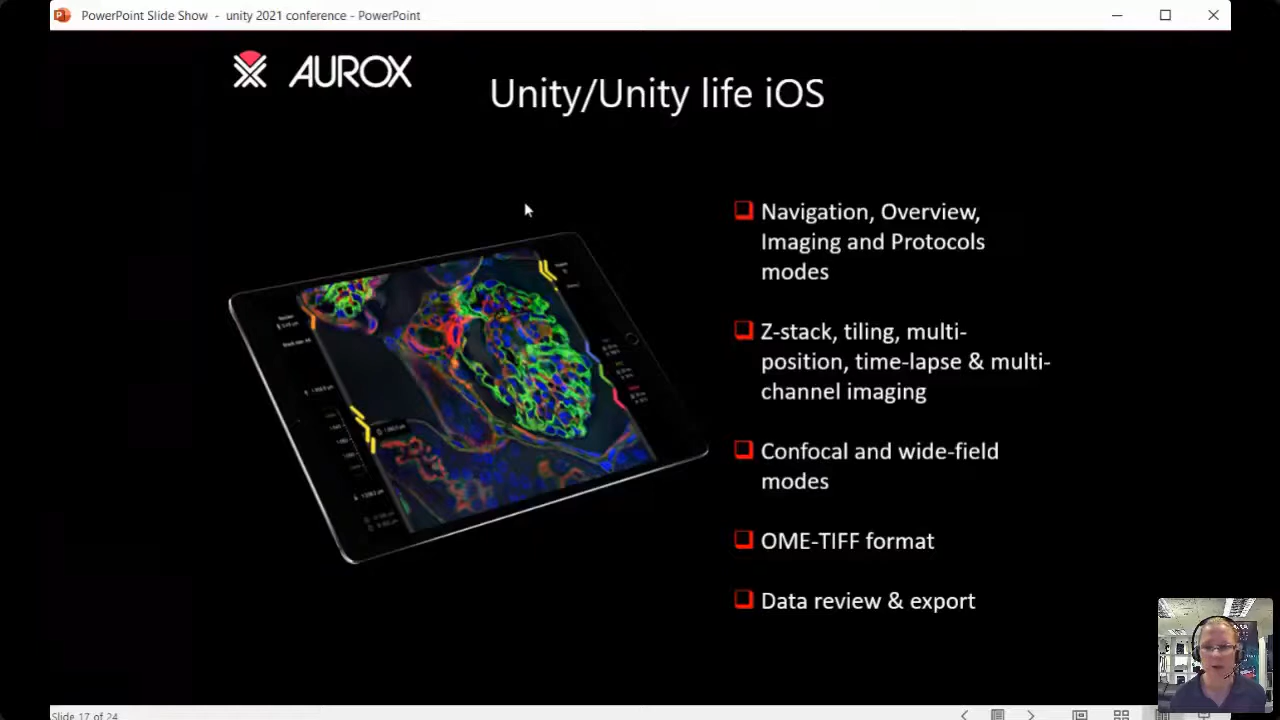 PowerPoint Slide Show - unity 2021 conference - PowerPoint
AUROX
Unity/Unity life iOS
Navigation, Overview,
Imaging and Protocols
modes
Z-stack, tiling, multi-
position, time-lapse & multi-
channel imaging
Confocal and wide-field
modes
OME-TIFF format
Data review & export
Slide 17 of 24